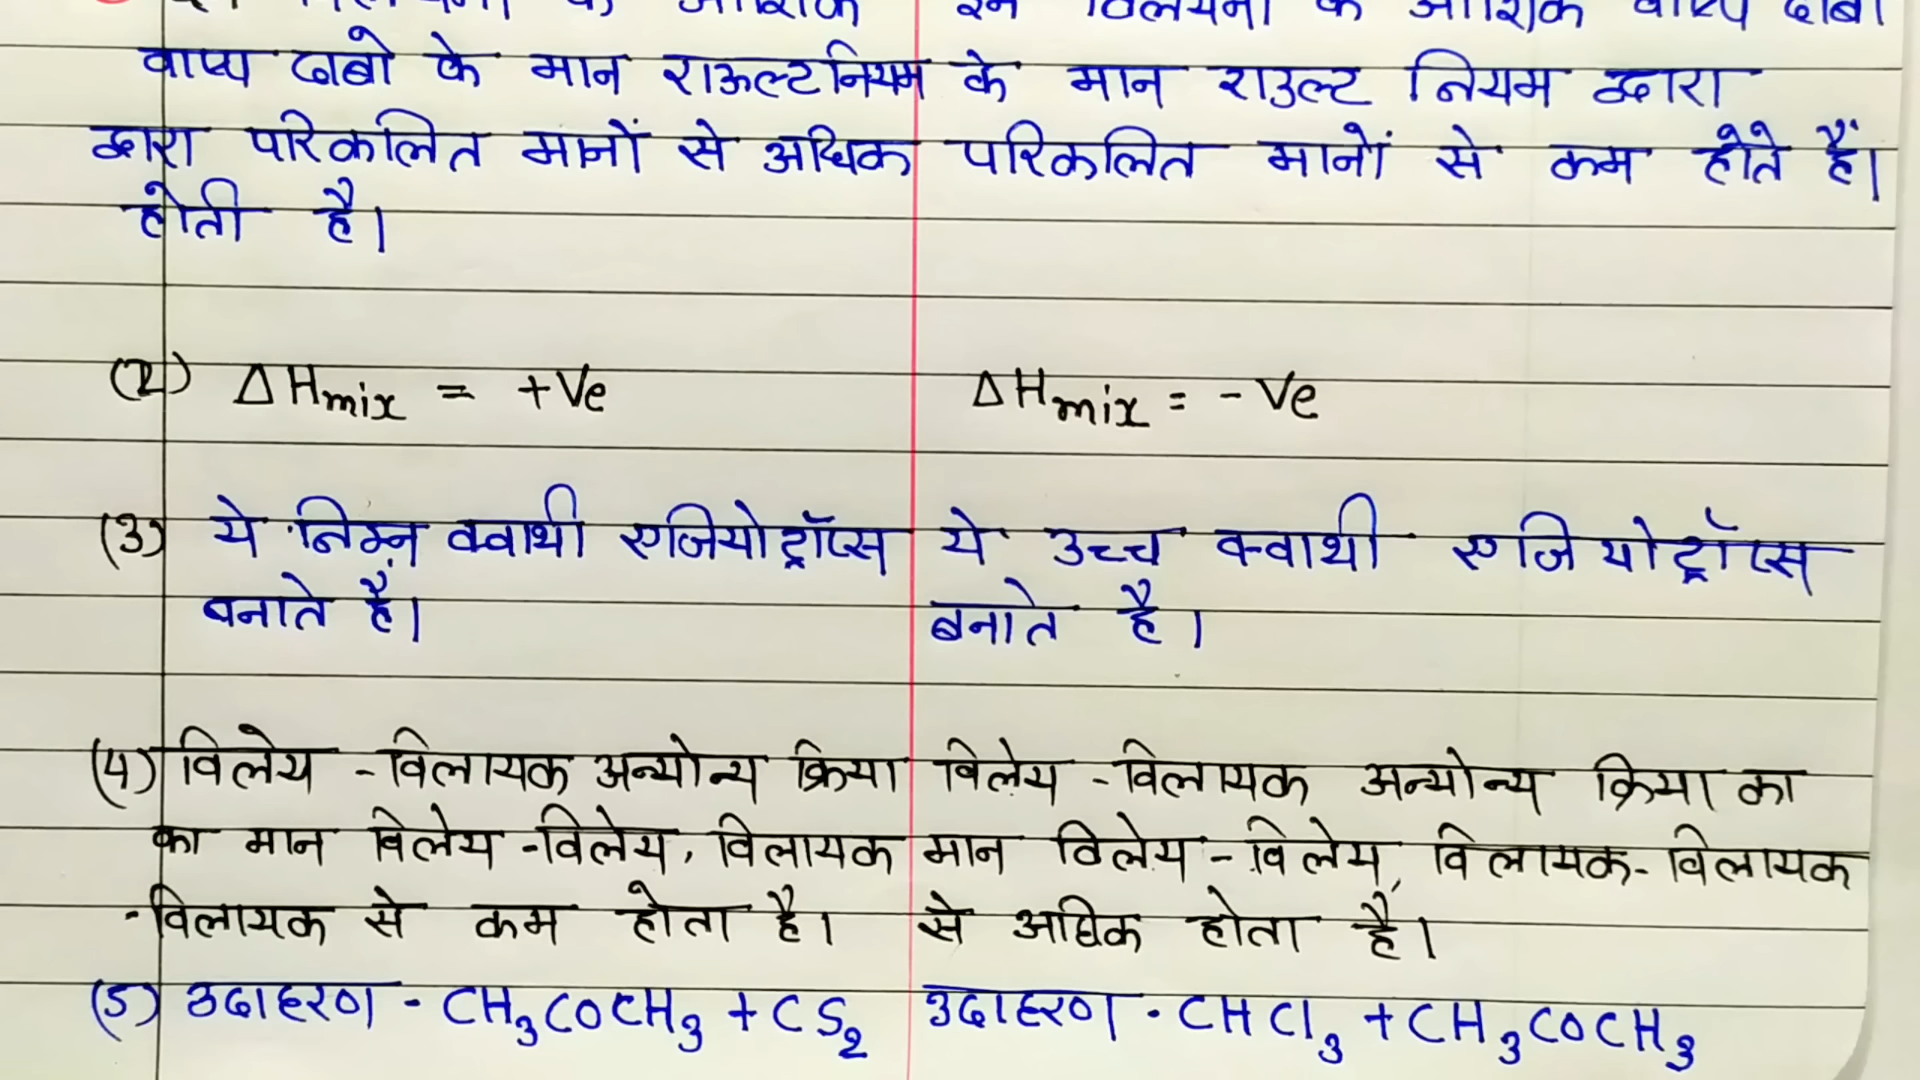 वाष्प दाबो के मान राऊल्ट नियम
द्वारा परिकलित मानों से अधिक
होती है।
(2) ΔHmix = +Ve
(3) ये निम्न क्वाथी एजियोट्रॉप्स
बनाते हैं।
(4) विलेय - विलायक अन्योन्य क्रिया
का मान विलेय - विलेय, विलायक
- विलायक से कम होता है।
(5) उदाहरण - CH₃COCH₃ + CS₂
के मान राउल्ट नियम द्वारा
परिकलित मानों से कम होते हैं।
ΔHmix = -Ve
ये उच्च क्वाथी एजियोट्रॉप्स
बनाते है।
विलेय - विलायक अन्योन्य क्रिया का
मान विलेय - विलेय, विलायक - विलायक
से अधिक होता है।
उदाहरण - CHCl₃ + CH₃COCH₃